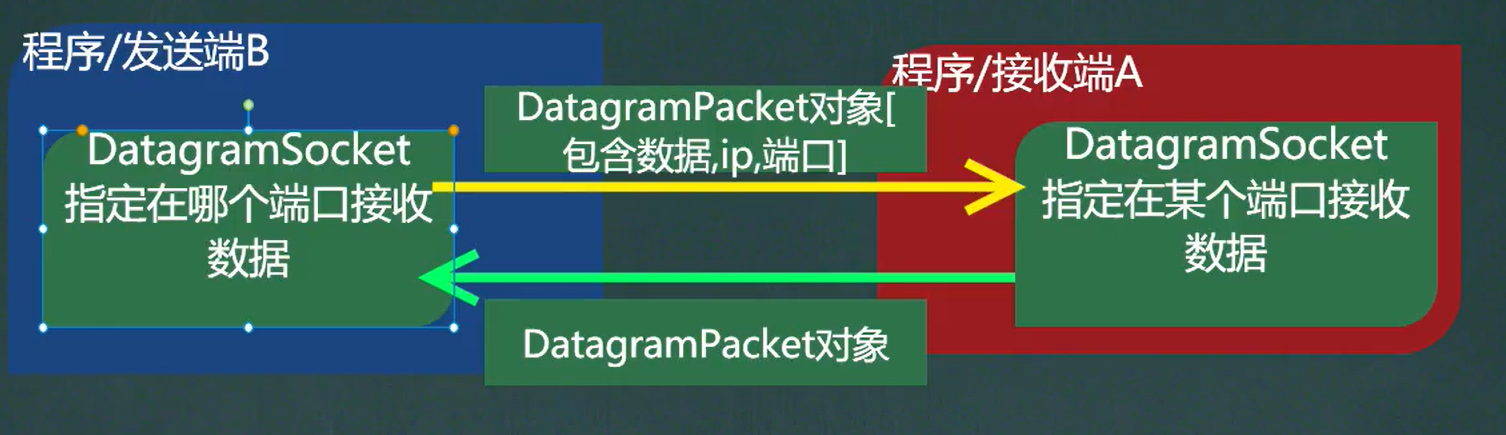 程序/发送端B
DatagramSocket
指定在哪个端口接收
数据
DatagramPacket对象[
包含数据,ip,端口]
DatagramPacket对象
程序/接收端A
DatagramSocket
指定在某个端口接收
数据